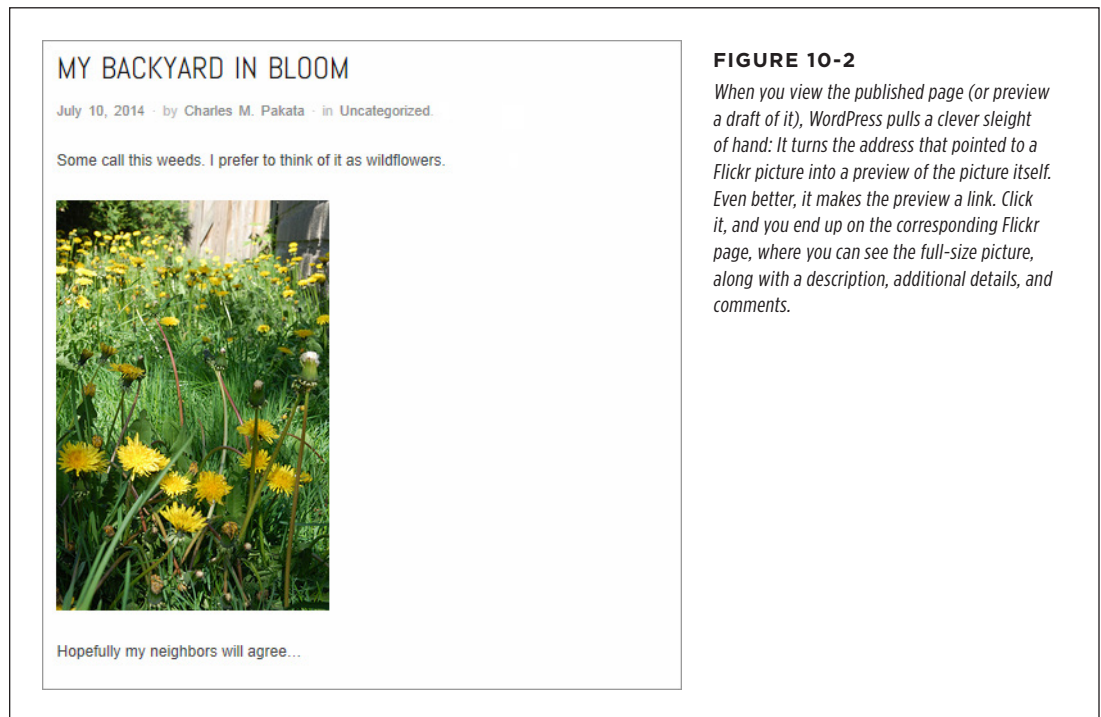 MY BACKYARD IN BLOOM
July 10, 2014 · by Charles M. Pakata · in Uncategorized.
Some call this weeds. I prefer to think of it as wildflowers.
Hopefully my neighbors will agree...
FIGURE 10-2
When you view the published page (or preview
a draft of it), WordPress pulls a clever sleight
of hand: It turns the address that pointed to a
Flickr picture into a preview of the picture itself.
Even better, it makes the preview a link. Click
it, and you end up on the corresponding Flickr
page, where you can see the full-size picture,
along with a description, additional details, and
comments.